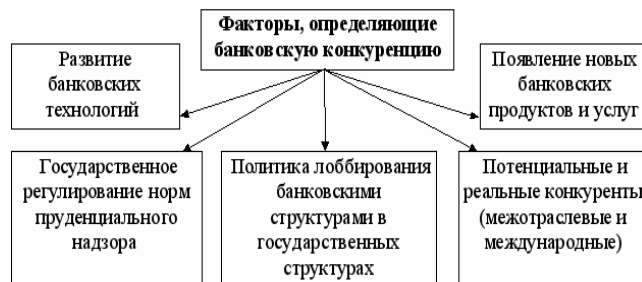 Факторы, определяющие
банковскую конкуренцию
Развитие
банковских
технологий
Появление новых
банковских
продуктов и услуг
Государственное
регулирование норм
пруденциального
надзора
Политика лоббирования
банковскими
структурами в
государственных
структурах
Потенциальные и
реальные конкуренты
(межотраслевые и
международные)